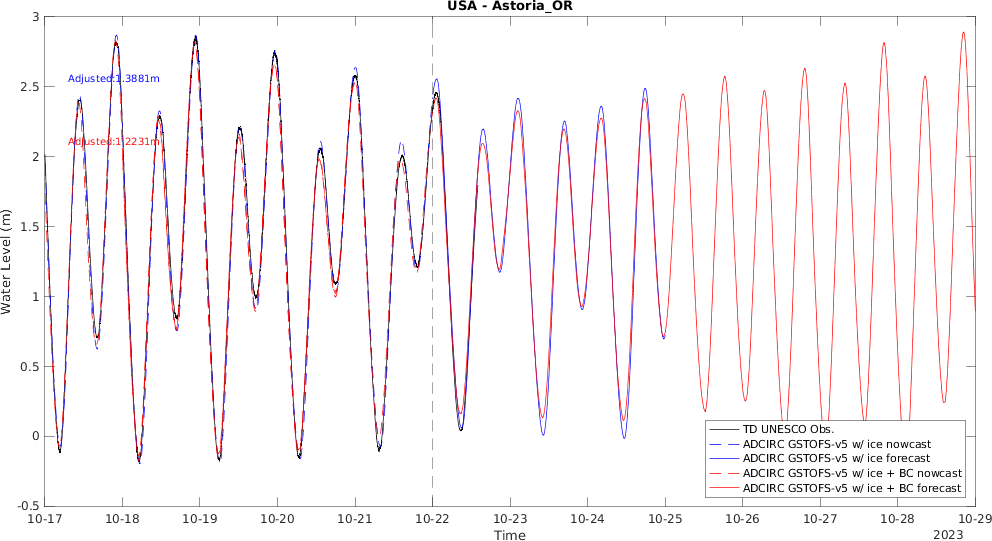 USA - Astoria_OR
Water Level (m)
3
2.5
2
1.5
1
0.5
0
-0.5
Adjusted:1.3881m
Adjusted:1.2231m
TD UNESCO Obs.
ADCIRC GSTOFS-v5 w/ ice nowcast
ADCIRC GSTOFS-v5 w/ ice forecast
ADCIRC GSTOFS-v5 w/ ice + BC nowcast
ADCIRC GSTOFS-v5 w/ ice + BC forecast
10-17 10-18 10-19 10-20 10-21 10-22 10-23 10-24 10-25 10-26 10-27 10-28 10-29
Time
2023